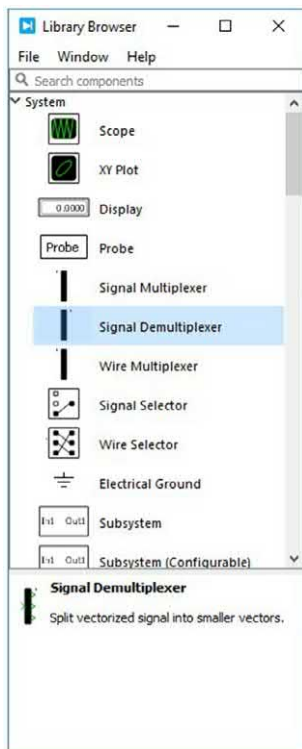 Library Browser
File Window Help
Search components
System
Scope
XY Plot
0.0000 Display
Probe Probe
Signal Multiplexer
Signal Demultiplexer
Wire Multiplexer
Signal Selector
Wire Selector
Electrical Ground
In1 Out1 Subsystem
In1 Out1 Subsystem (Configurable)
Signal Demultiplexer
Split vectorized signal into smaller vectors.